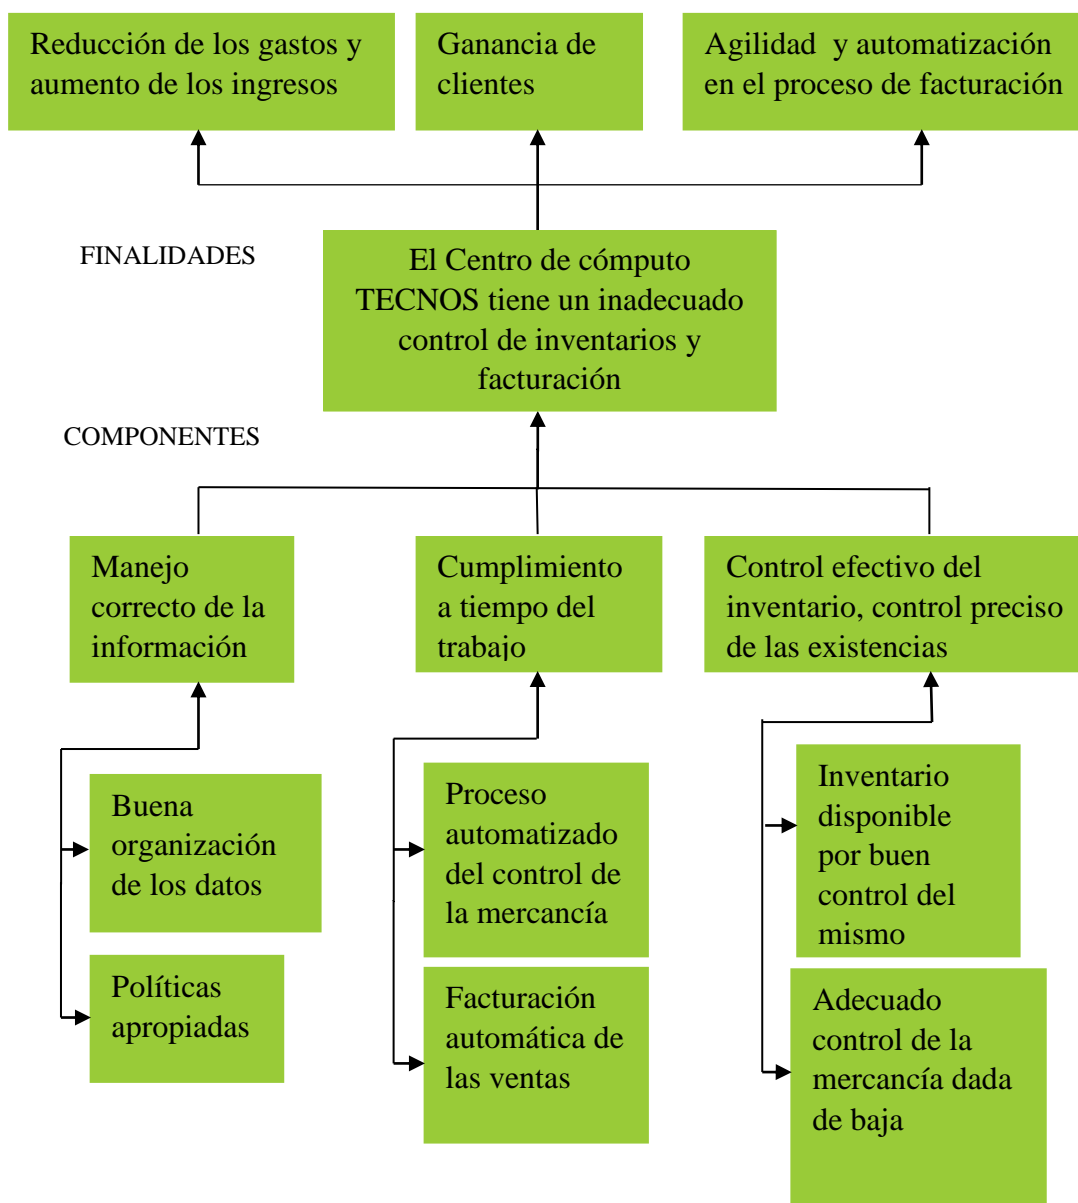 Reducción de los gastos y
aumento de los ingresos
Ganancia de
clientes
Agilidad y automatización
en el proceso de facturación
FINALIDADES
El Centro de cómputo
TECNOS tiene un inadecuado
control de inventarios y
facturación
COMPONENTES
Manejo
correcto de la
información
Cumplimiento
a tiempo del
trabajo
Control efectivo del
inventario, control preciso
de las existencias
Buena
organización
de los datos
Políticas
apropiadas
Proceso
automatizado
del control de
la mercancía
Facturación
automática de
las ventas
Inventario
disponible
por buen
control del
mismo
Adecuado
control de la
mercancía dada
de baja